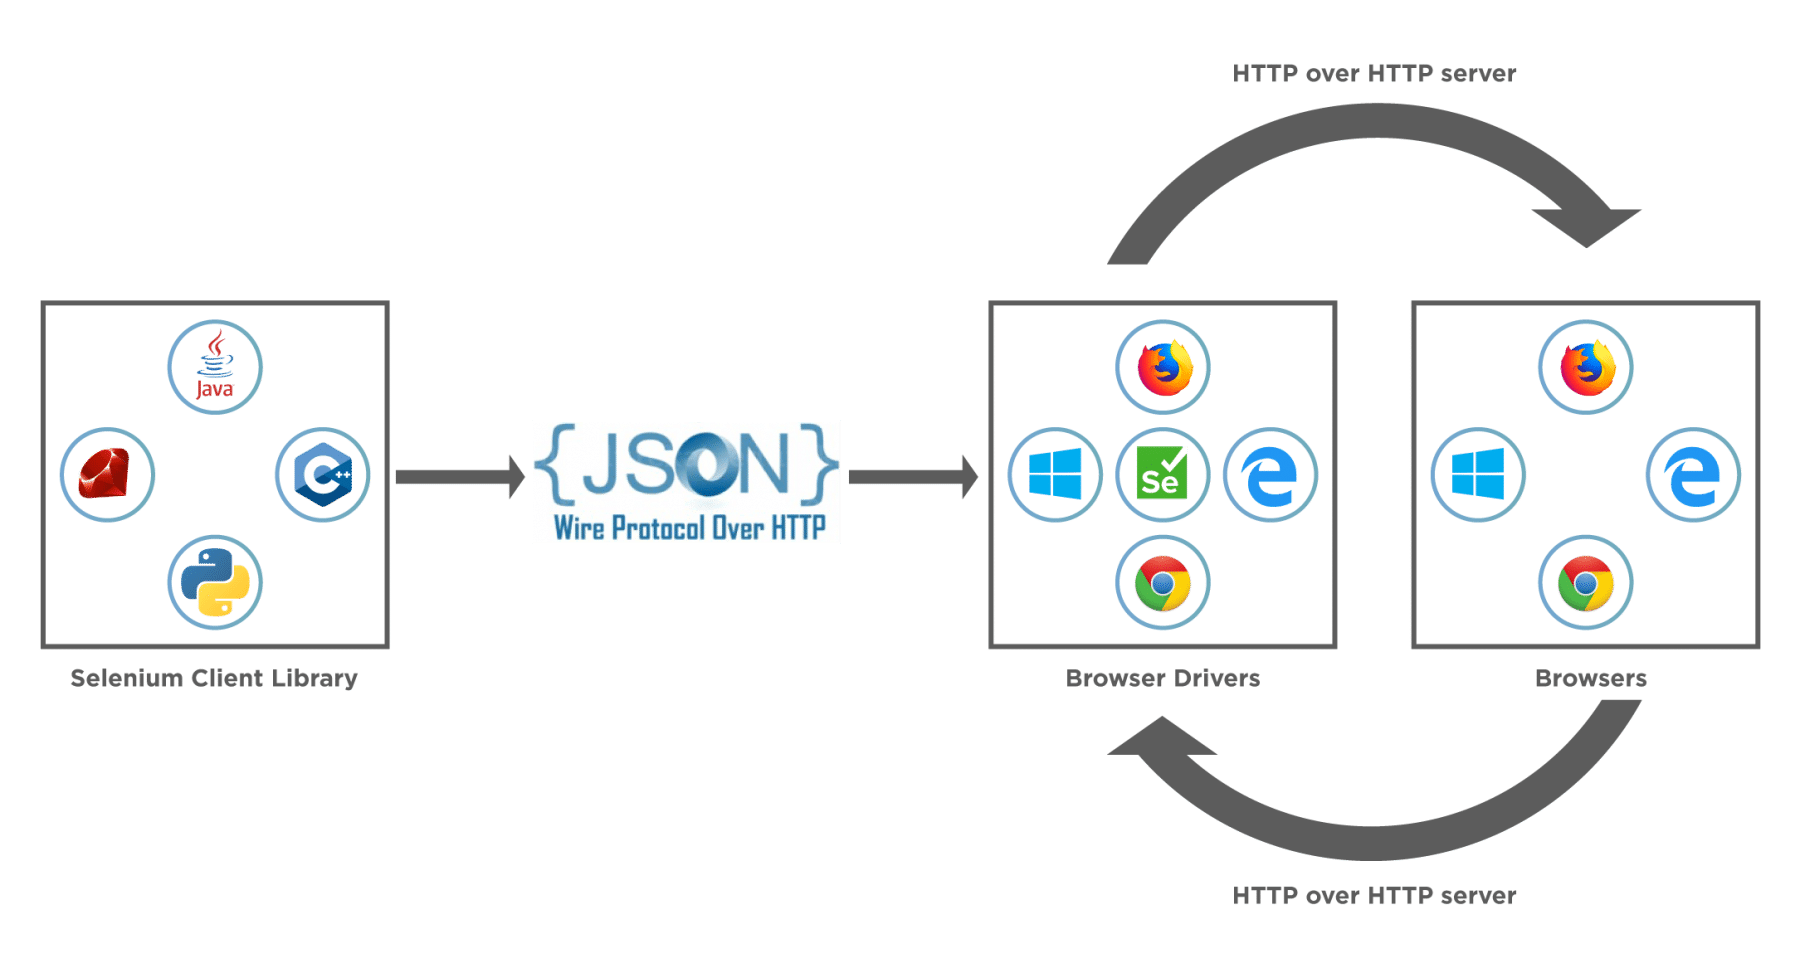 HTTP over HTTP server
Java
C++
{JSON}
Wire Protocol Over HTTP
Se
Selenium Client Library
Browser Drivers
Browsers
HTTP over HTTP server